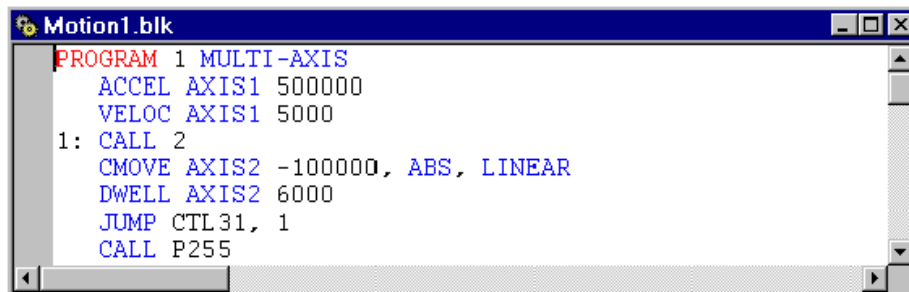 Motion1.blk
PROGRAM 1 MULTI-AXIS
ACCEL AXIS1 500000
VELOC AXIS1 5000
1: CALL 2
CMOVE AXIS2 -100000, ABS, LINEAR
DWELL AXIS2 6000
JUMP CTL31, 1
CALL P255